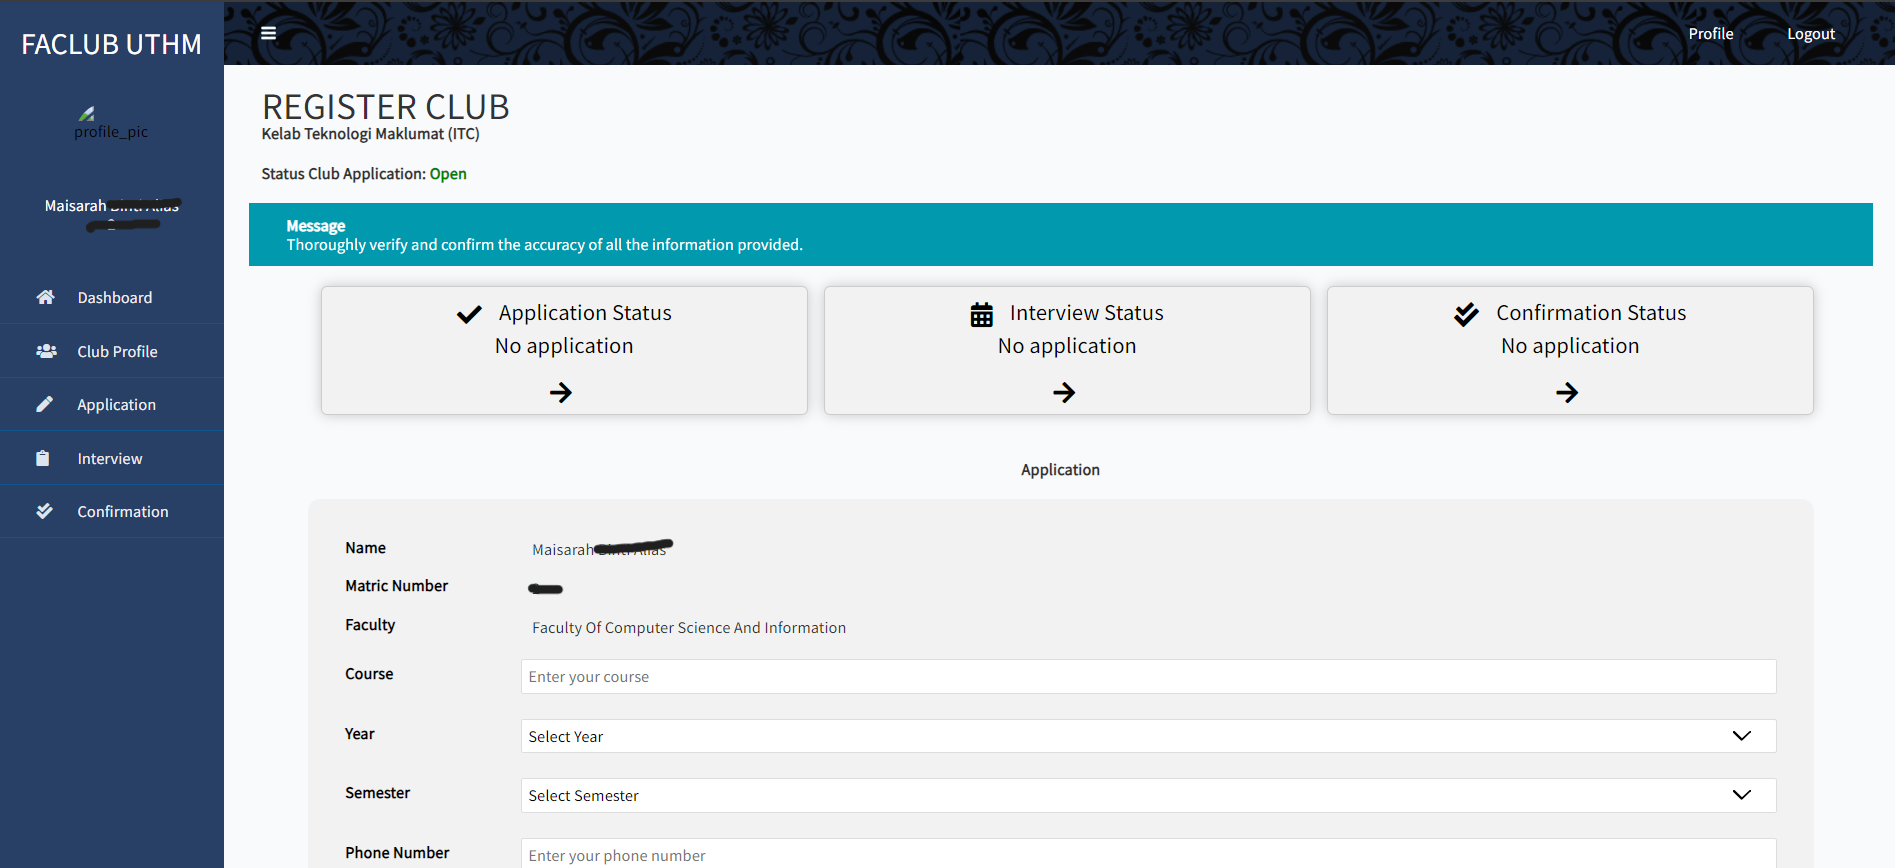 FACLUB UTHM
Profile
Logout
profile_pic
Maisarah
Dashboard
Club Profile
Application
Interview
Confirmation
REGISTER CLUB
Kelab Teknologi Maklumat (ITC)
Status Club Application: Open
Message
Thoroughly verify and confirm the accuracy of all the information provided.
Application Status
No application
Interview Status
No application
Confirmation Status
No application
Application
Name Maisarah
Matric Number
Faculty Faculty Of Computer Science And Information
Course Enter your course
Year Select Year
Semester Select Semester
Phone Number Enter your phone number